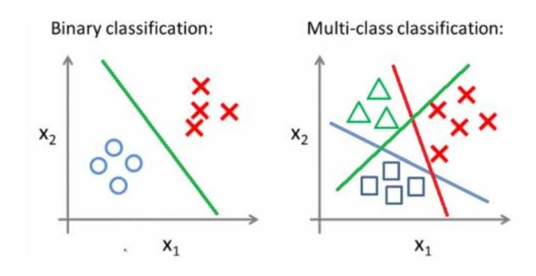 Binary classification:
Multi-class classification:
x₂
x₁
x₂
x₁